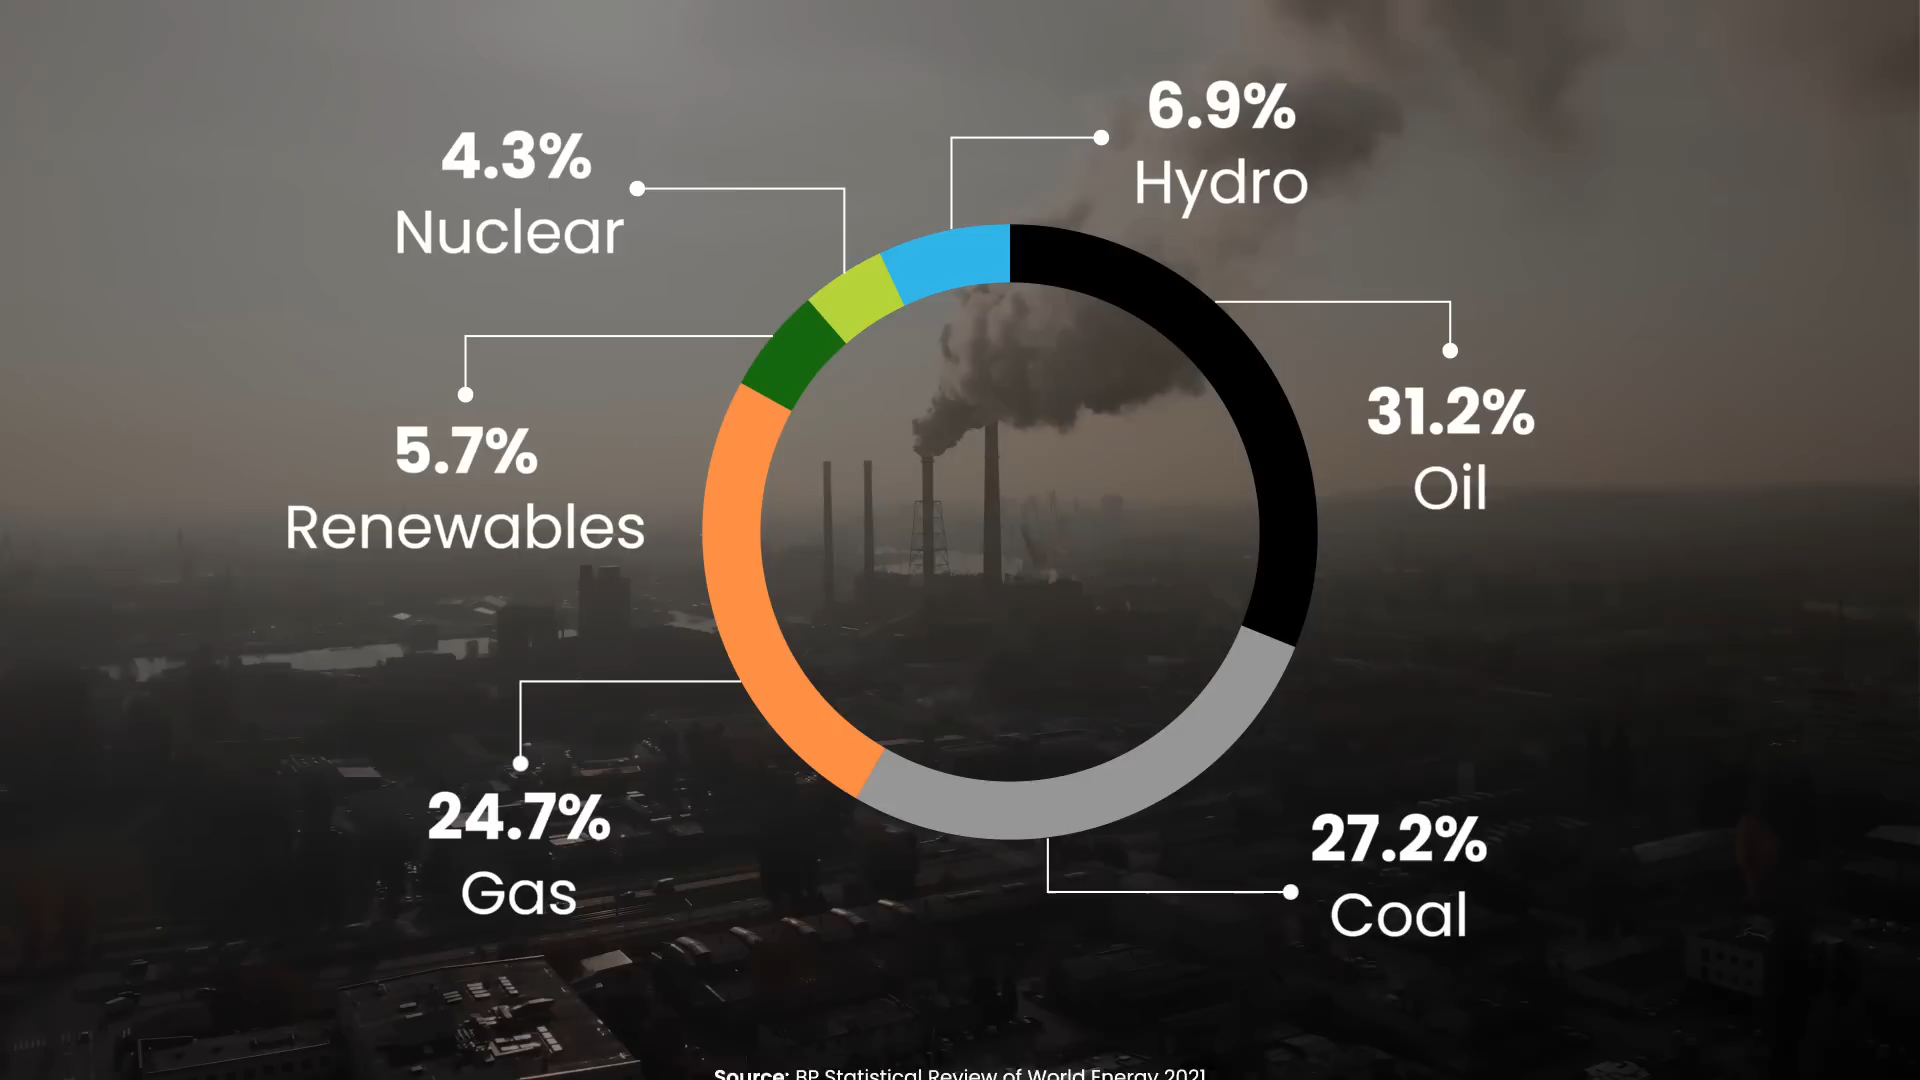 6.9%
Hydro
4.3%
Nuclear
31.2%
Oil
5.7%
Renewables
24.7%
Gas
27.2%
Coal
Source: BP Statistical Review of World Energy 2021